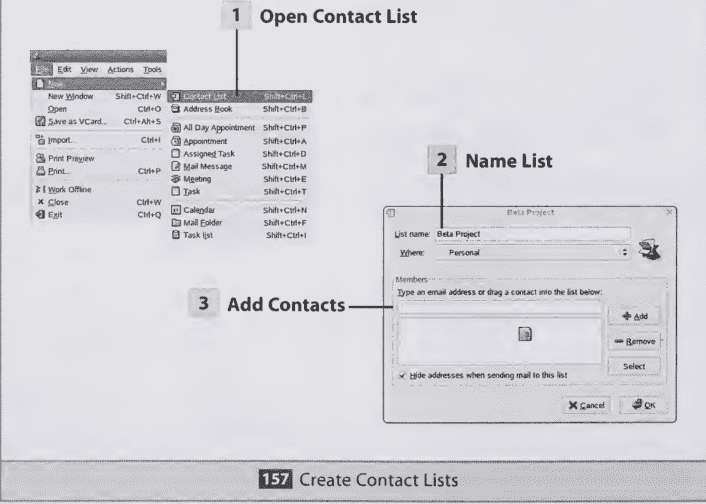 1 Open Contact List
File Edit View Actions Tools
New
New Window Shift+Ctrl+W
Open Ctrl+O
Save as VCard... Ctrl+Alt+S
Import... Ctrl+I
Print Preview
Print... Ctrl+P
Work Offline
Close Ctrl+W
Exit Ctrl+Q
Contact List Shift+Ctrl+L
Address Book Shift+Ctrl+B
All Day Appointment Shift+Ctrl+P
Appointment Shift+Ctrl+A
Assigned Task Shift+Ctrl+D
Mail Message Shift+Ctrl+M
Meeting Shift+Ctrl+E
Task Shift+Ctrl+T
Calendar Shift+Ctrl+N
Mail Folder Shift+Ctrl+F
Task list Shift+Ctrl+I
2 Name List
Beta Project
List name: Beta Project
Where: Personal
3 Add Contacts
Members
Type an email address or drag a contact into the list below:
Add
Remove
Select
Hide addresses when sending mail to this list
Cancel OK
157 Create Contact Lists